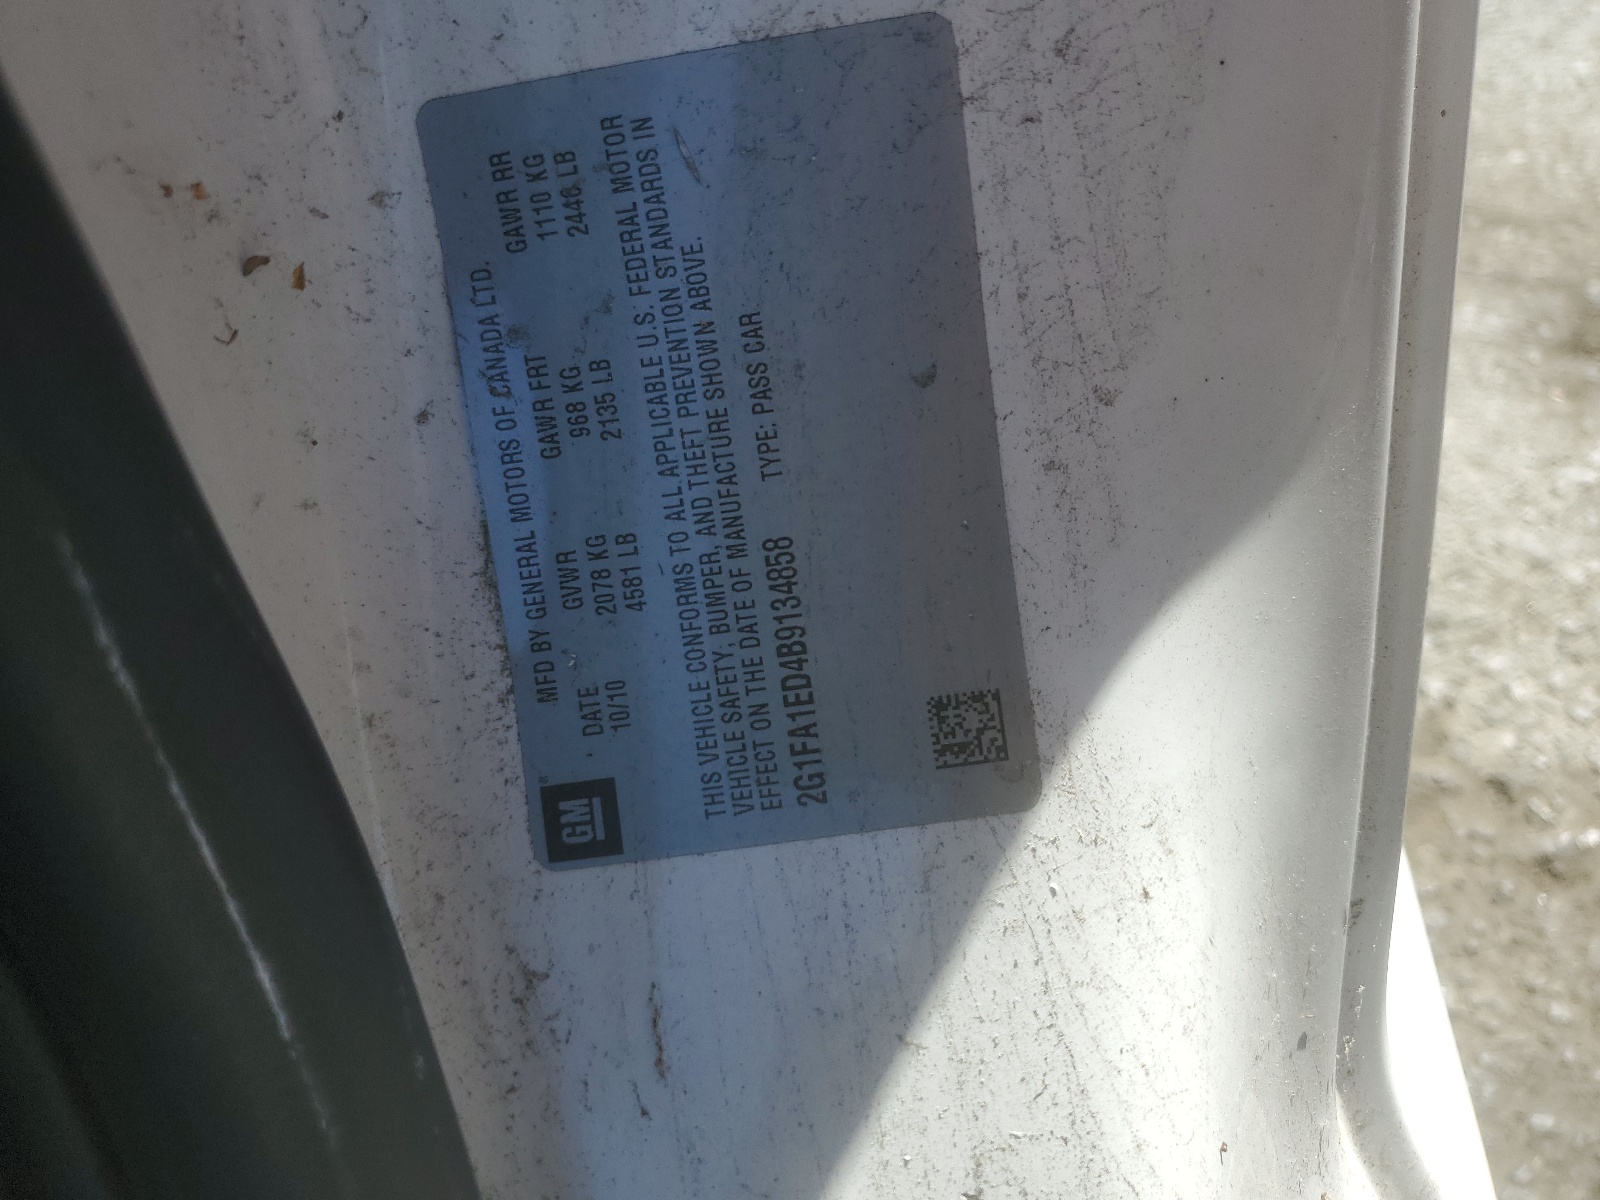 GM
MFD BY GENERAL MOTORS OF CANADA LTD.
DATE GVWR GAWR FRT GAWR RR
10/10 2078 KG 968 KG 1110 KG
4581 LB 2135 LB 2446 LB
THIS VEHICLE CONFORMS TO ALL APPLICABLE U.S. FEDERAL MOTOR
VEHICLE SAFETY, BUMPER, AND THEFT PREVENTION STANDARDS IN
EFFECT ON THE DATE OF MANUFACTURE SHOWN ABOVE.
2G1FA1ED4B9134858 TYPE: PASS CAR